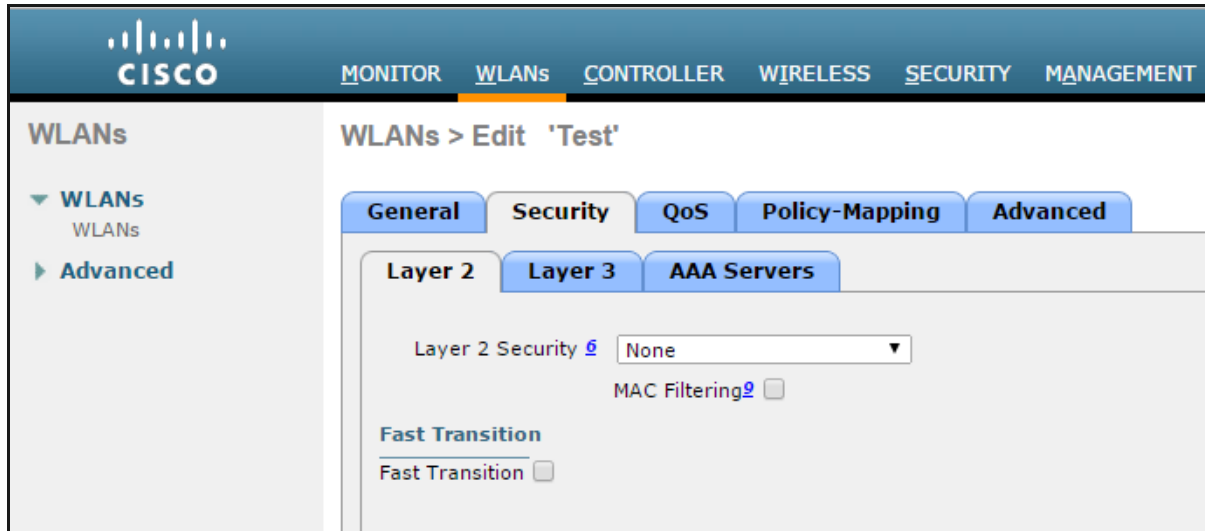 CISCO
MONITOR WLANs CONTROLLER WIRELESS SECURITY MANAGEMENT
WLANs
WLANs > Edit 'Test'
WLANs
WLANs
Advanced
General Security QoS Policy-Mapping Advanced
Layer 2 Layer 3 AAA Servers
Layer 2 Security 6 None
MAC Filtering9
Fast Transition
Fast Transition